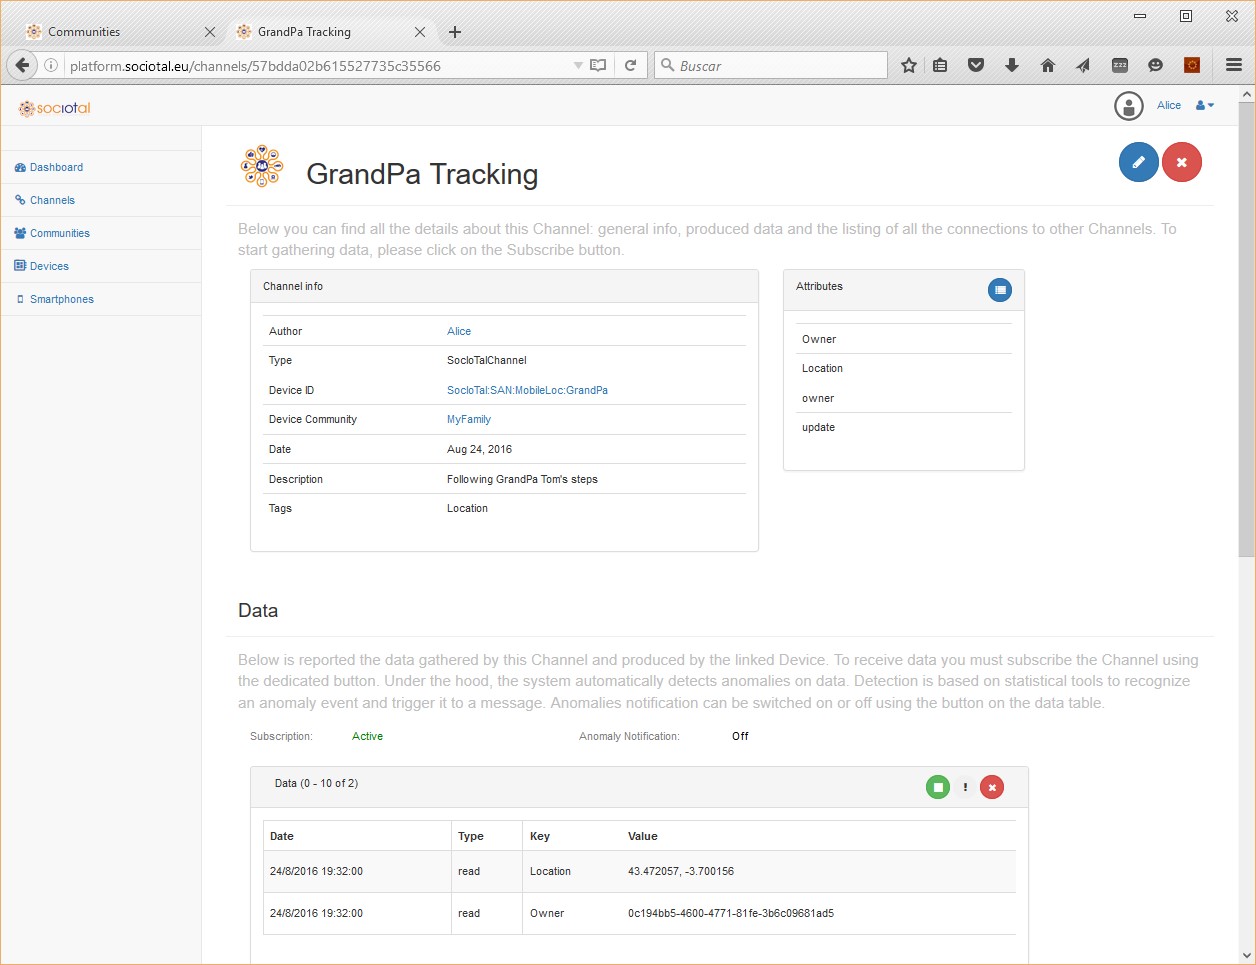 Communities
GrandPa Tracking
platform.sociotal.eu/channels/57bdda02b615527735c35566
Buscar
zzz
sociotal
Alice
Dashboard
Channels
Communities
Devices
Smartphones
GrandPa Tracking
Below you can find all the details about this Channel: general info, produced data and the listing of all the connections to other Channels. To
start gathering data, please click on the Subscribe button.
Channel info
Author Alice
Type SocIoTalChannel
Device ID SocIoTal:SAN:MobileLoc:GrandPa
Device Community MyFamily
Date Aug 24, 2016
Description Following GrandPa Tom's steps
Tags Location
Attributes
Owner
Location
owner
update
Data
Below is reported the data gathered by this Channel and produced by the linked Device. To receive data you must subscribe the Channel using
the dedicated button. Under the hood, the system automatically detects anomalies on data. Detection is based on statistical tools to recognize
an anomaly event and trigger it to a message. Anomalies notification can be switched on or off using the button on the data table.
Subscription: Active Anomaly Notification: Off
Data (0 - 10 of 2) !
Date Type Key Value
24/8/2016 19:32:00 read Location 43.472057, -3.700156
24/8/2016 19:32:00 read Owner 0c194bb5-4600-4771-81fe-3b6c09681ad5